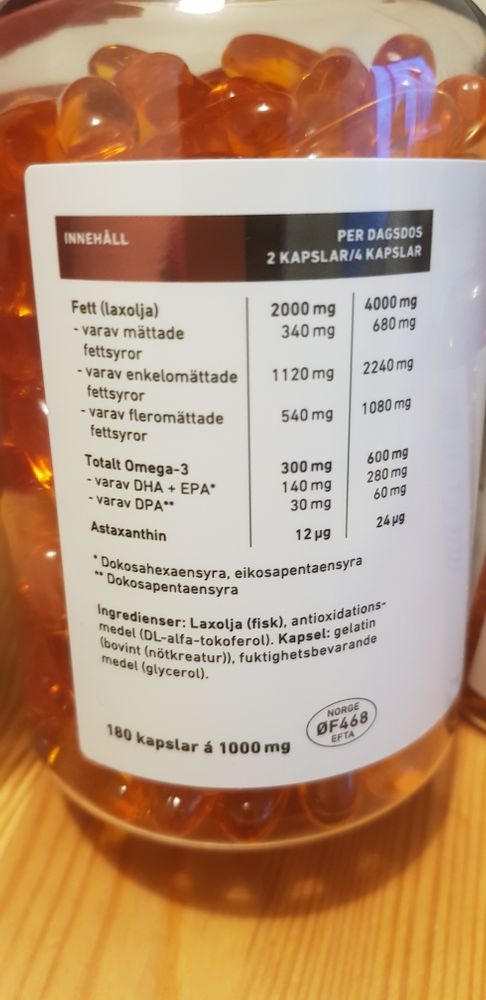 INNEHÅLL
PER DAGSDOS
2 KAPSLAR/4 KAPSLAR
Fett (laxolja) 2000 mg 4000 mg
- varav mättade 340 mg 680 mg
fettsyror
- varav enkelomättade 1120 mg 2240 mg
fettsyror
- varav fleromättade 540 mg 1080 mg
fettsyror
Totalt Omega-3 300 mg 600 mg
- varav DHA + EPA* 140 mg 280 mg
- varav DPA** 30 mg 60 mg
Astaxanthin 12 µg 24 µg
* Dokosahexaensyra, eikosapentaensyra
** Dokosapentaensyra
Ingredienser: Laxolja (fisk), antioxidations-
medel (DL-alfa-tokoferol). Kapsel: gelatin
(bovint (nötkreatur)), fuktighetsbevarande
medel (glycerol).
180 kapslar á 1000 mg
NORGE
ØF468
EFTA